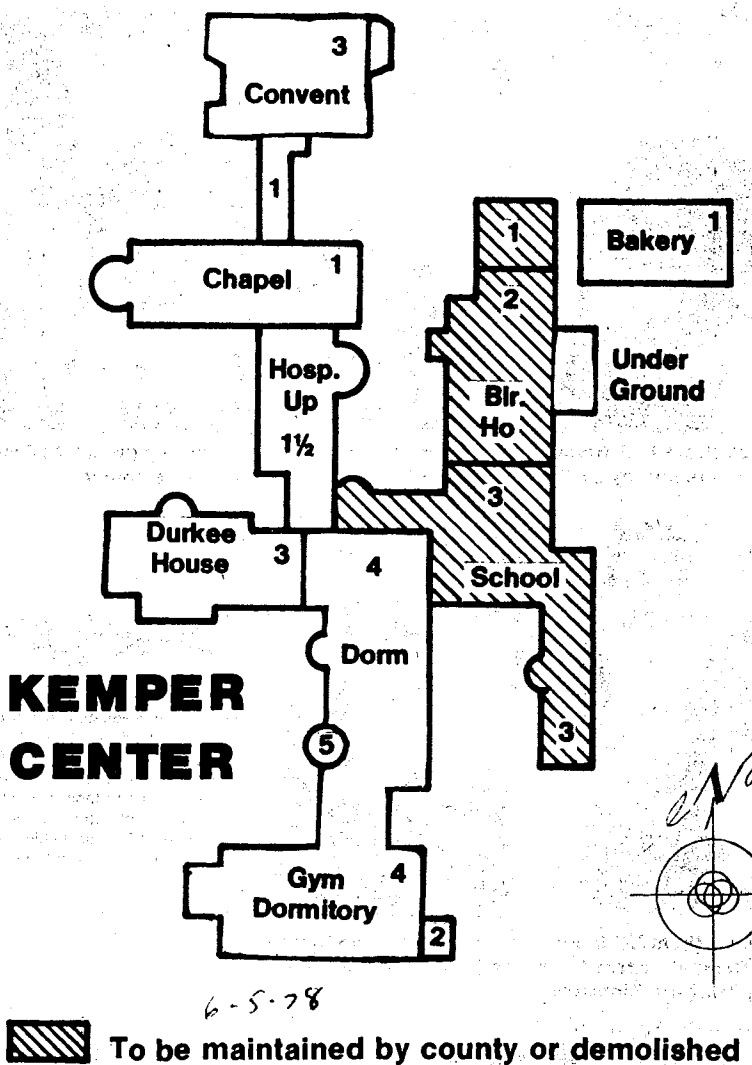 3
Convent
1
1
Chapel
1
Bakery
1
2
Hosp.
Up
1½
Under
Ground
Blr.
Ho
3
Durkee
House
3
4
School
Dorm
KEMPER
CENTER
5
3
N
4
Gym
Dormitory
2
6-5-78
To be maintained by county or demolished